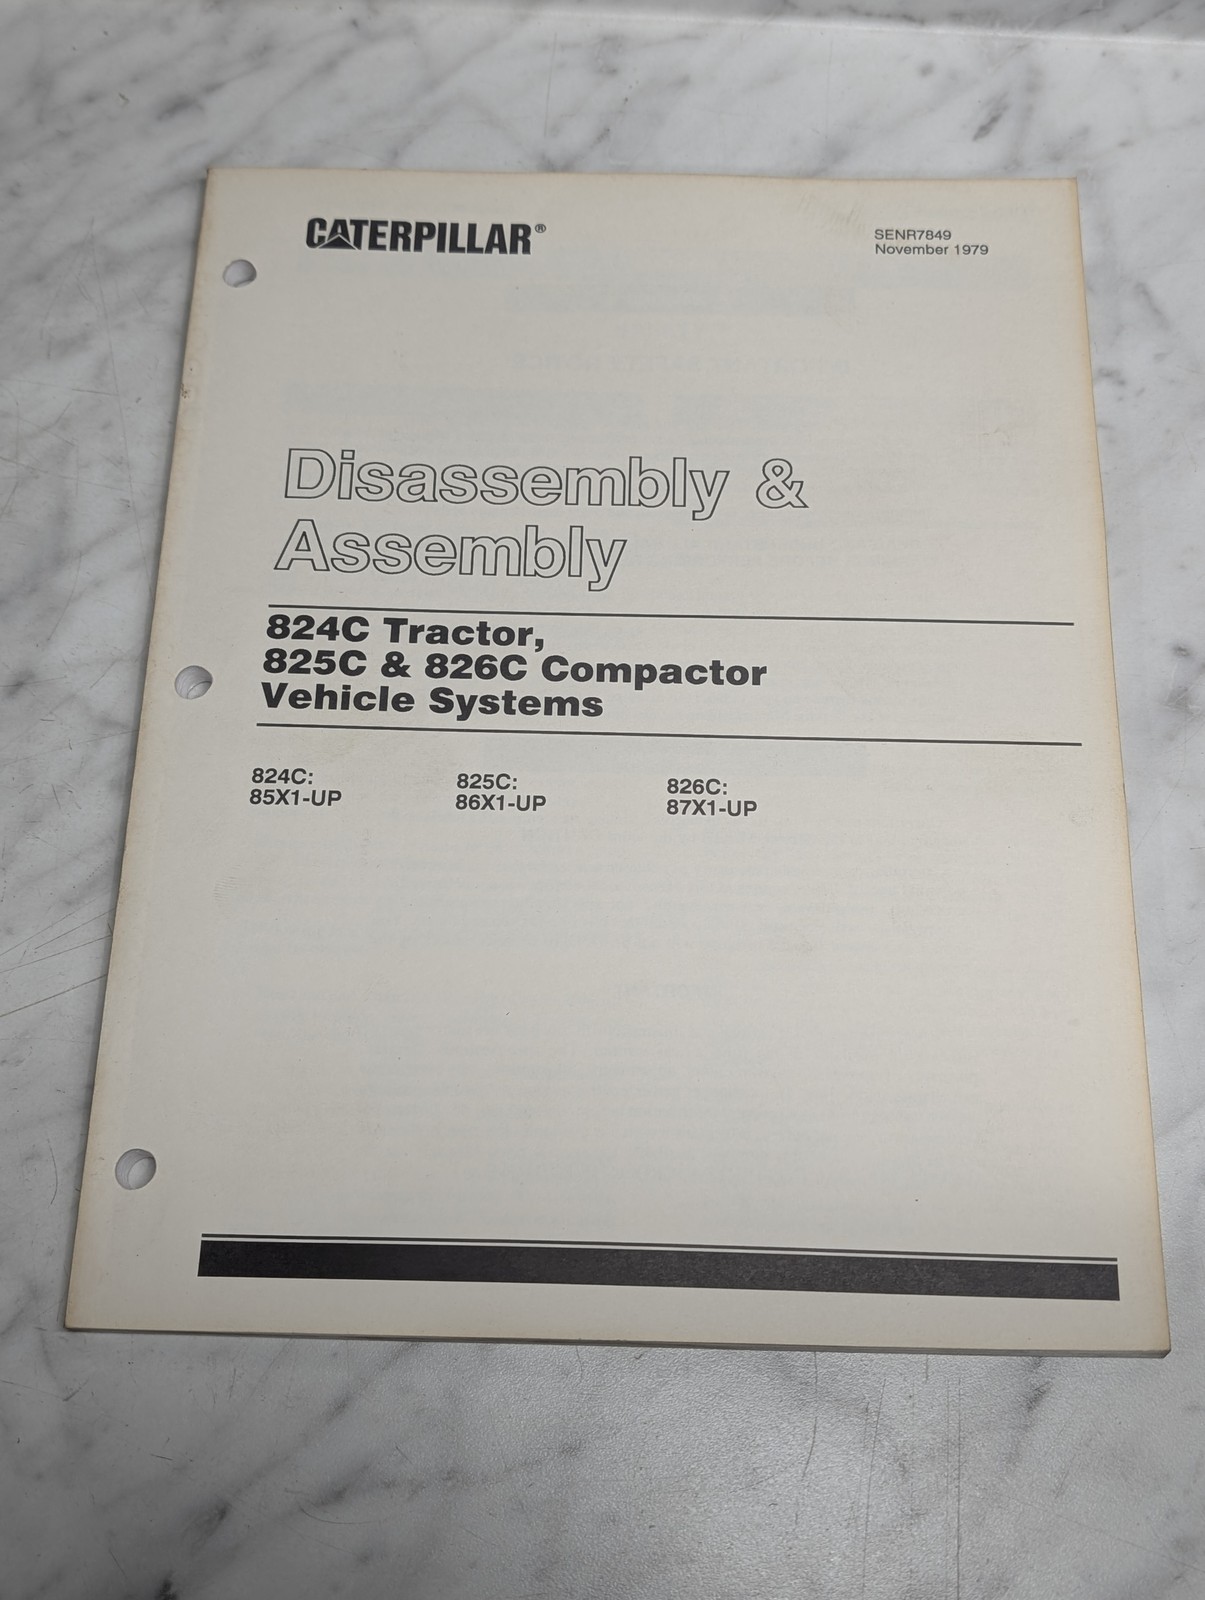 CATERPILLAR®
SENR7849
November 1979
Disassembly &
Assembly
824C Tractor,
825C & 826C Compactor
Vehicle Systems
824C:
85X1-UP
825C:
86X1-UP
826C:
87X1-UP